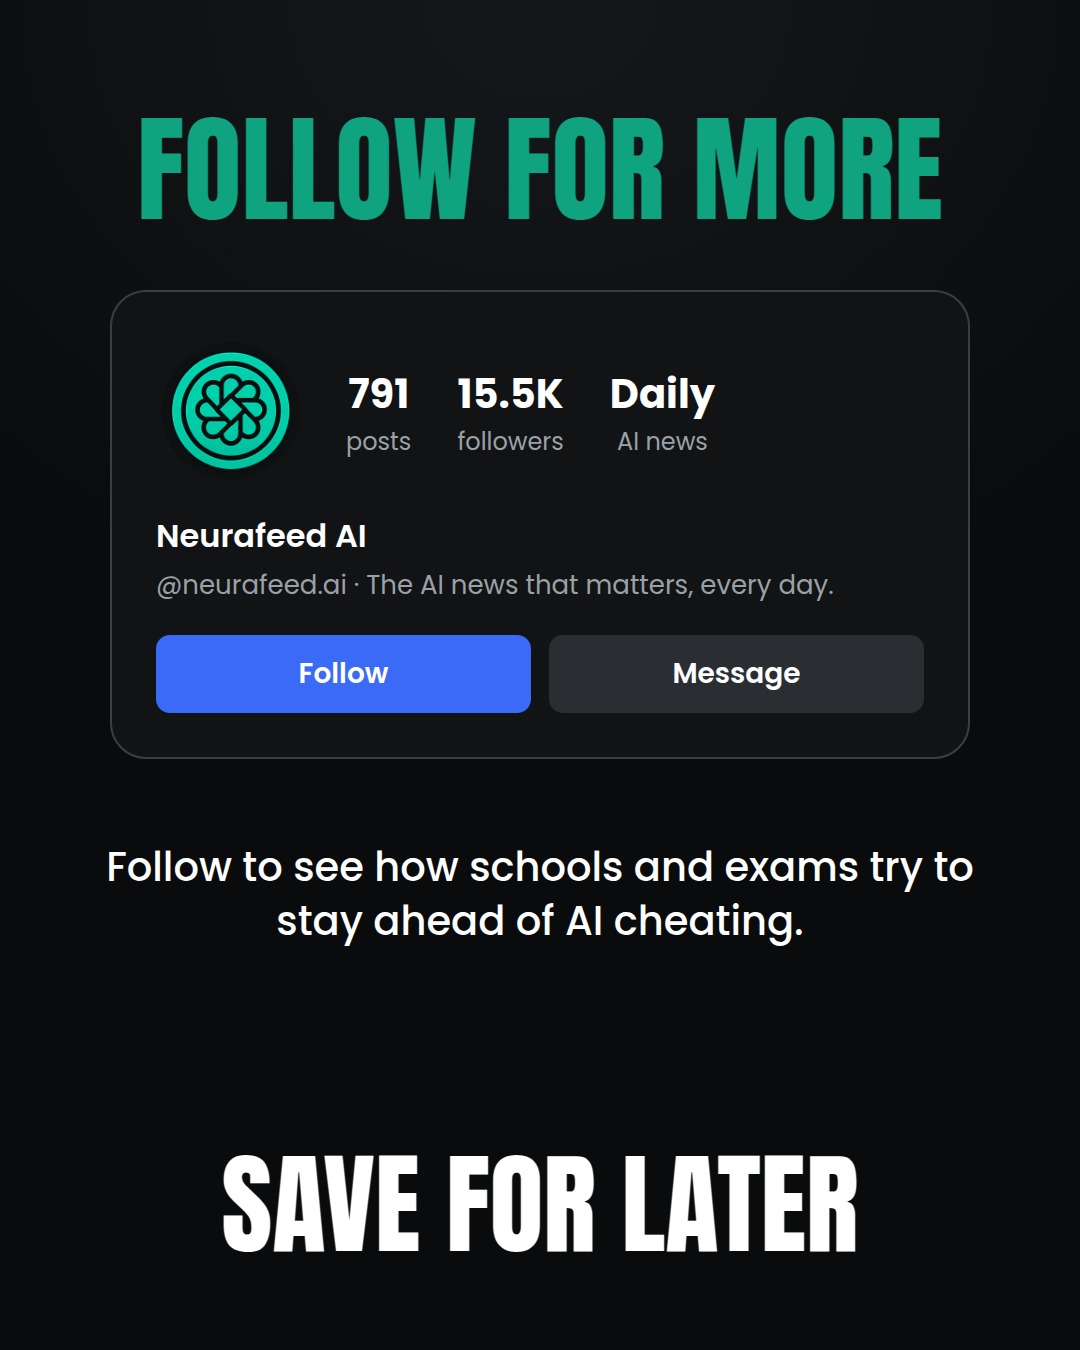 FOLLOW FOR MORE
791 15.5K Daily
posts followers AI news
Neurafeed AI
@neurafeed.ai · The AI news that matters, every day.
Follow Message
Follow to see how schools and exams try to
stay ahead of AI cheating.
SAVE FOR LATER